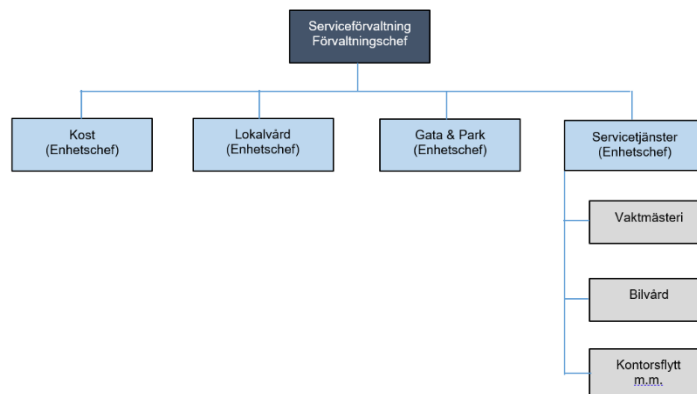 Serviceförvaltning
Förvaltningschef
Kost
(Enhetschef)
Lokalvård
(Enhetschef)
Gata & Park
(Enhetschef)
Servicetjänster
(Enhetschef)
Vaktmästeri
Bilvård
Kontorsflytt
m.m.